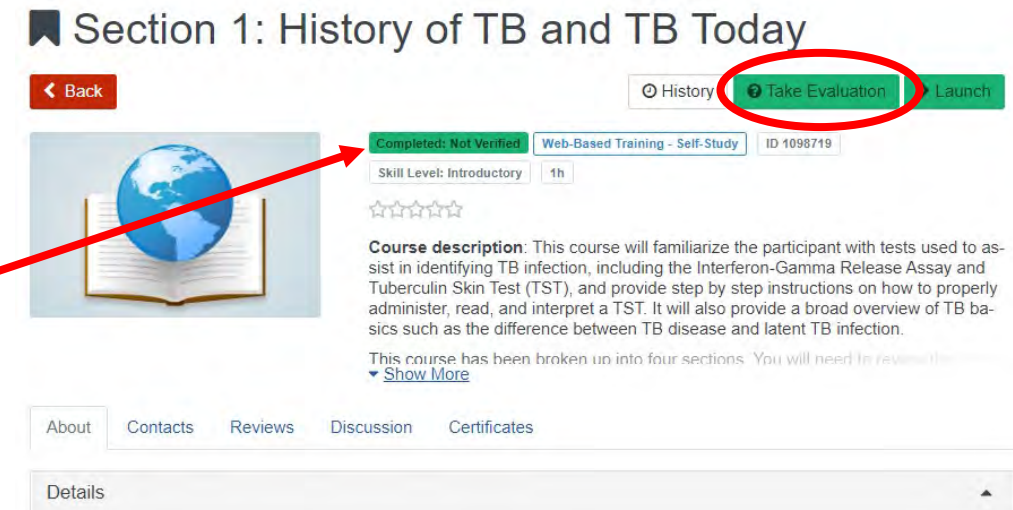 Section 1: History of TB and TB Today
Back
History
Take Evaluation
Launch
Completed: Not Verified
Web-Based Training - Self-Study
ID 1098719
Skill Level: Introductory
1h
Course description: This course will familiarize the participant with tests used to as-
sist in identifying TB infection, including the Interferon-Gamma Release Assay and
Tuberculin Skin Test (TST), and provide step by step instructions on how to properly
administer, read, and interpret a TST. It will also provide a broad overview of TB ba-
sics such as the difference between TB disease and latent TB infection.
This course has been broken up into four sections. You will need to review
Show More
About
Contacts
Reviews
Discussion
Certificates
Details